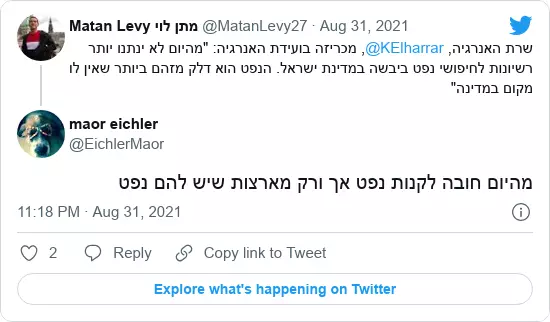 Matan Levy מתן לוי @MatanLevy27 · Aug 31, 2021
שרת האנרגיה, @KElharrar, מכריזה בועידת האנרגיה: "מהיום לא ינתנו יותר
רשיונות לחיפושי נפט ביבשה במדינת ישראל. הנפט הוא דלק מזהם ביותר שאין לו
מקום במדינה"
maor eichler
@EichlerMaor
מהיום חובה לקנות נפט אך ורק מארצות שיש להם נפט
11:18 PM · Aug 31, 2021
2 Reply Copy link to Tweet
Explore what's happening on Twitter